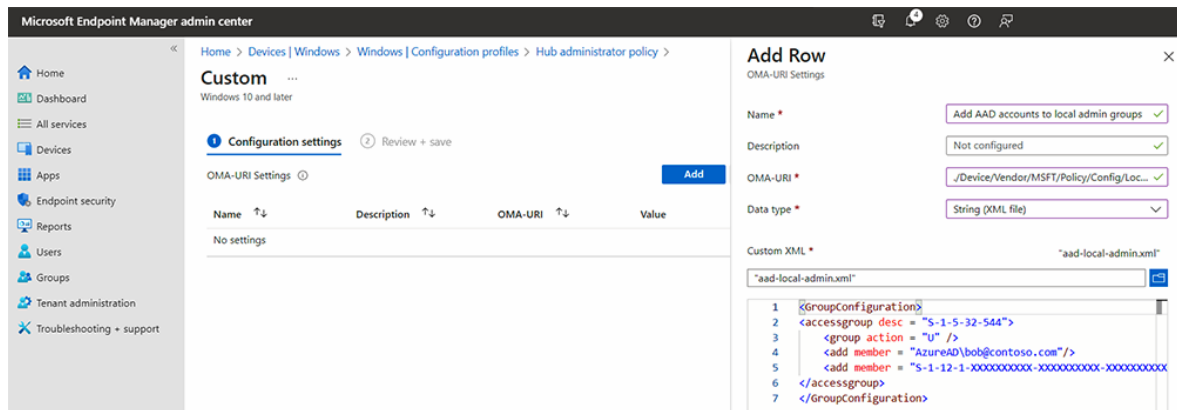 Microsoft Endpoint Manager admin center
4
«
Home
Dashboard
All services
Devices
Apps
Endpoint security
Reports
Users
Groups
Tenant administration
Troubleshooting + support
Home > Devices | Windows > Windows | Configuration profiles > Hub administrator policy >
Custom ...
Windows 10 and later
1 Configuration settings 2 Review + save
OMA-URI Settings
Add
Name ↑↓ Description ↑↓ OMA-URI ↑↓ Value
No settings
Add Row
OMA-URI Settings
Name * Add AAD accounts to local admin groups
Description Not configured
OMA-URI * ./Device/Vendor/MSFT/Policy/Config/Loc...
Data type * String (XML file)
Custom XML * "aad-local-admin.xml"
"aad-local-admin.xml"
1 <GroupConfiguration>
2 <accessgroup desc = "S-1-5-32-544">
3 <group action = "U" />
4 <add member = "AzureAD\bob@contoso.com"/>
5 <add member = "S-1-12-1-XXXXXXXXXX-XXXXXXXXXX-XXXXXXXXXX
6 </accessgroup>
7 </GroupConfiguration>